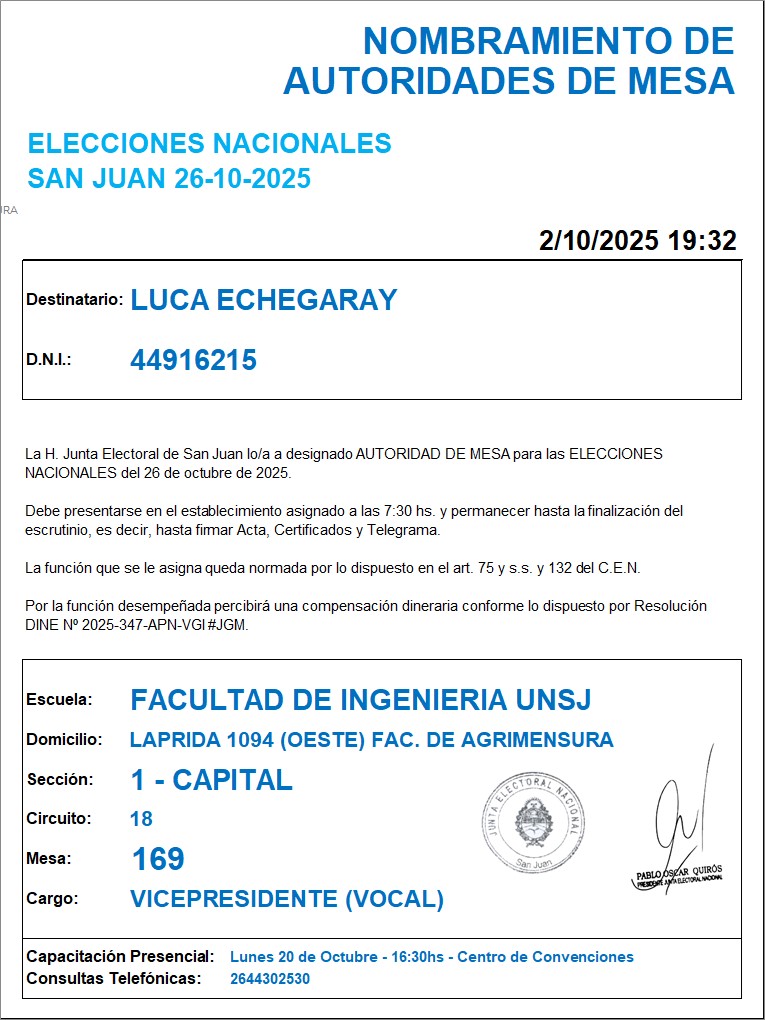 NOMBRAMIENTO DE
AUTORIDADES DE MESA
ELECCIONES NACIONALES
SAN JUAN 26-10-2025
URA
2/10/2025 19:32
Destinatario: LUCA ECHEGARAY
D.N.I.: 44916215
La H. Junta Electoral de San Juan lo/a a designado AUTORIDAD DE MESA para las ELECCIONES
NACIONALES del 26 de octubre de 2025.
Debe presentarse en el establecimiento asignado a las 7:30 hs. y permanecer hasta la finalización del
escrutinio, es decir, hasta firmar Acta, Certificados y Telegrama.
La función que se le asigna queda normada por lo dispuesto en el art. 75 y s.s. y 132 del C.E.N.
Por la función desempeñada percibirá una compensación dineraria conforme lo dispuesto por Resolución
DINE Nº 2025-347-APN-VGI#JGM.
Escuela: FACULTAD DE INGENIERIA UNSJ
Domicilio: LAPRIDA 1094 (OESTE) FAC. DE AGRIMENSURA
Sección: 1 - CAPITAL
Circuito: 18
Mesa: 169
Cargo: VICEPRESIDENTE (VOCAL)
JUNTA ELECTORAL NACIONAL
San Juan
PABLO OSCAR QUIRÓS
PRESIDENTE JUNTA ELECTORAL NACIONAL
Capacitación Presencial: Lunes 20 de Octubre - 16:30hs - Centro de Convenciones
Consultas Telefónicas: 2644302530